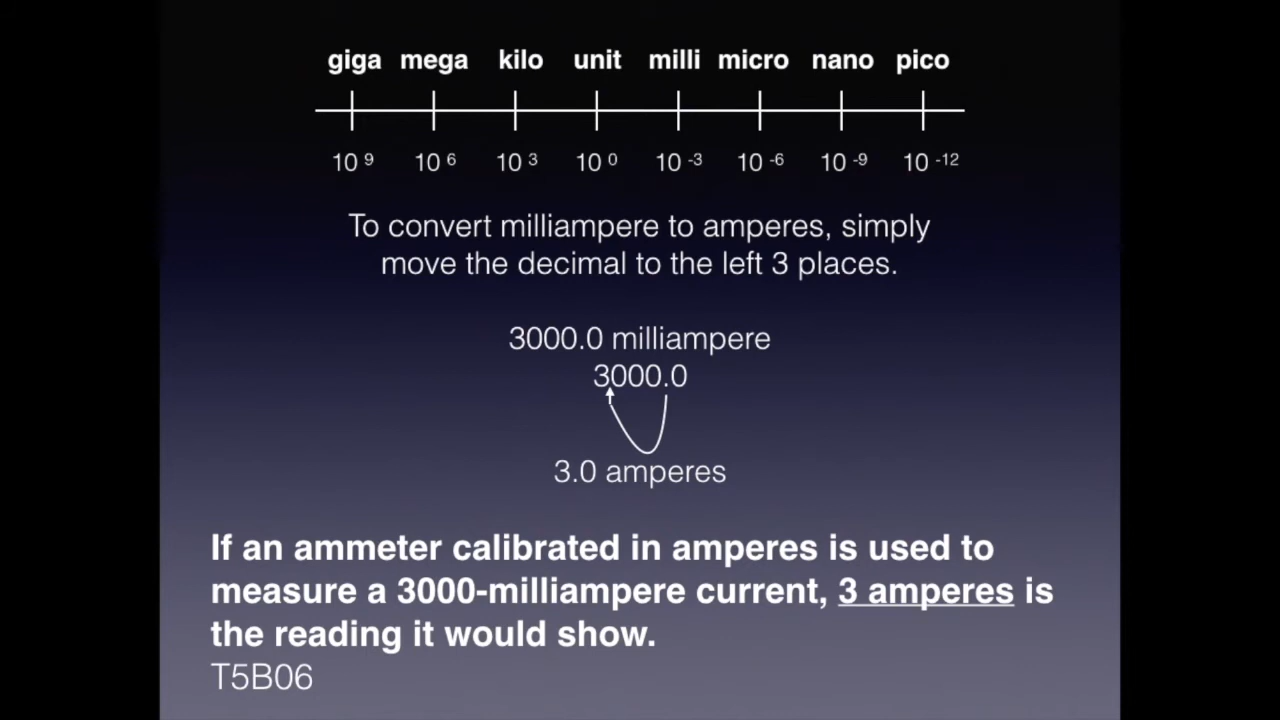 giga mega kilo unit milli micro nano pico
10 9 10 6 10 3 10 0 10 -3 10 -6 10 -9 10 -12
To convert milliampere to amperes, simply
move the decimal to the left 3 places.
3000.0 milliampere
3000.0
3.0 amperes
If an ammeter calibrated in amperes is used to
measure a 3000-milliampere current, 3 amperes is
the reading it would show.
T5B06